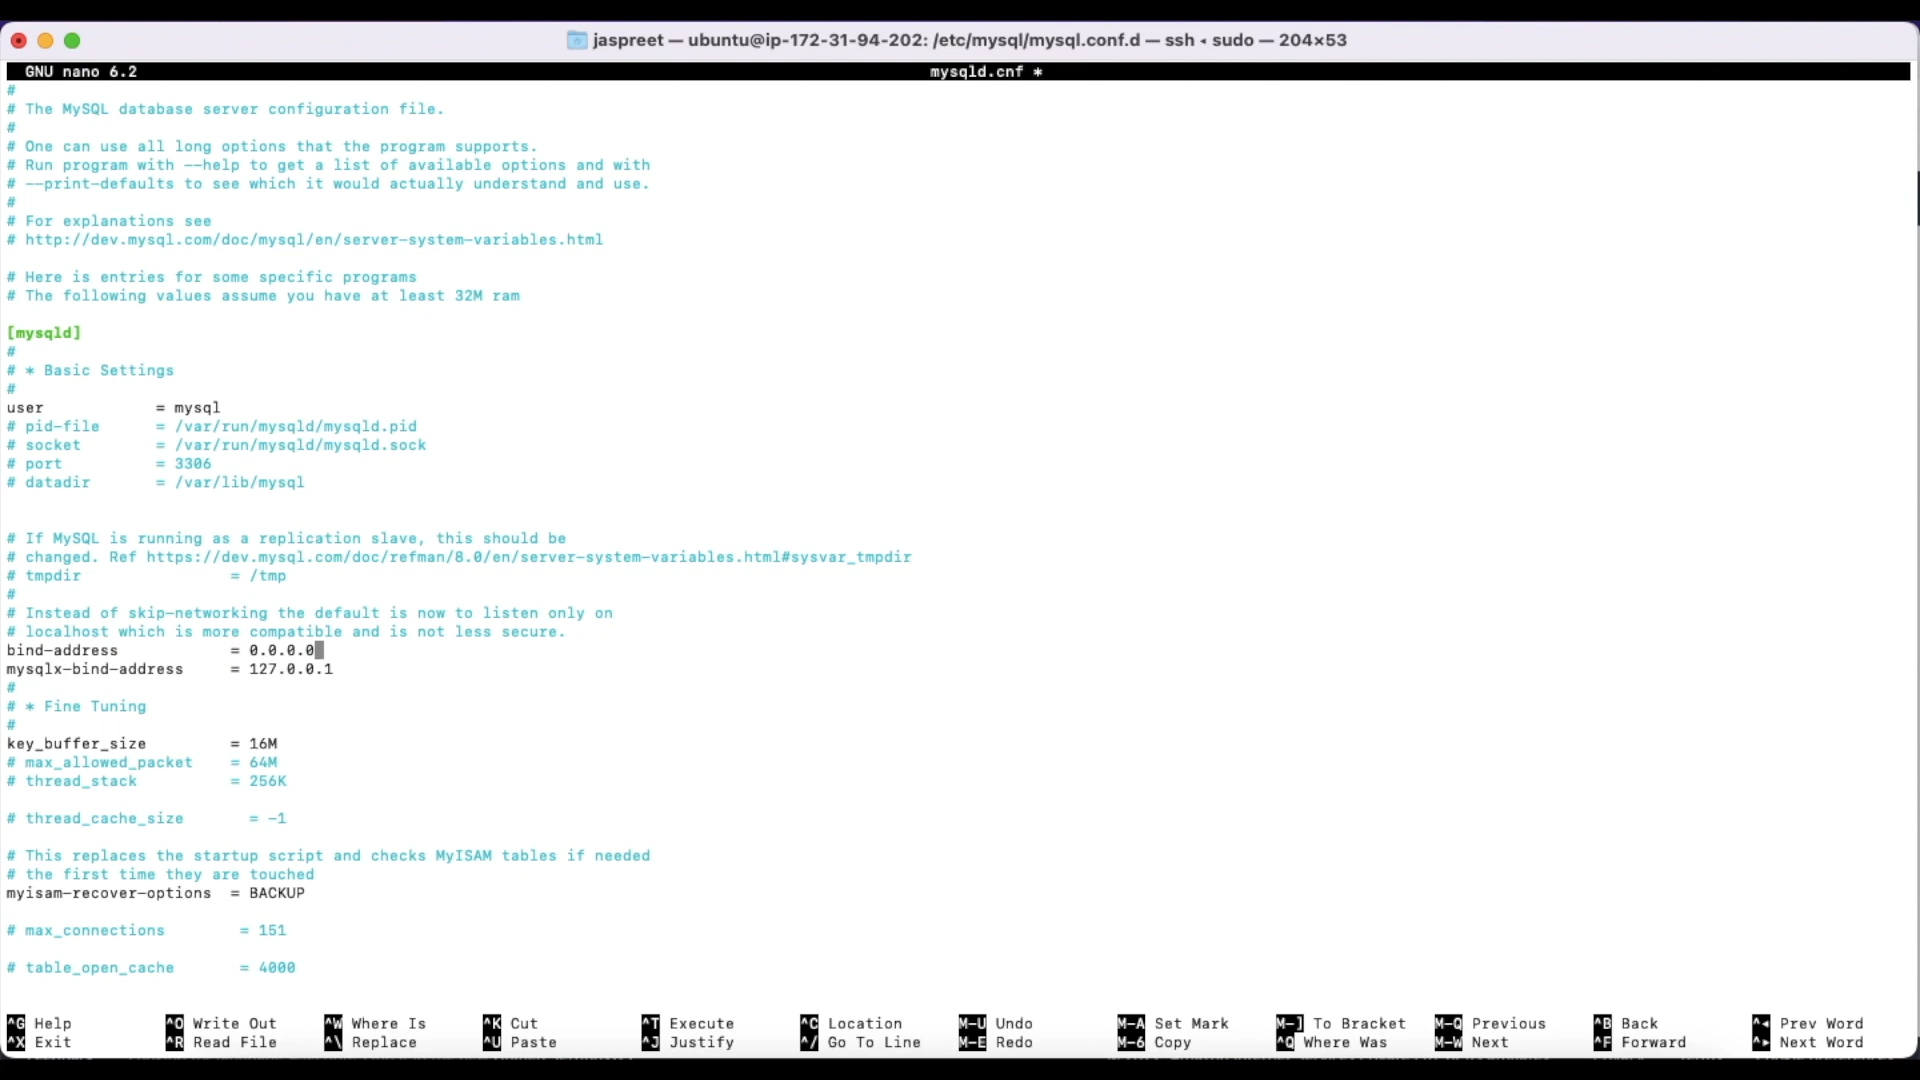 jaspreet — ubuntu@ip-172-31-94-202: /etc/mysql/mysql.conf.d — ssh ◂ sudo — 204×53
GNU nano 6.2 mysqld.cnf *
#
# The MySQL database server configuration file.
#
# One can use all long options that the program supports.
# Run program with --help to get a list of available options and with
# --print-defaults to see which it would actually understand and use.
#
# For explanations see
# http://dev.mysql.com/doc/mysql/en/server-system-variables.html
# Here is entries for some specific programs
# The following values assume you have at least 32M ram
[mysqld]
#
# * Basic Settings
#
user = mysql
# pid-file = /var/run/mysqld/mysqld.pid
# socket = /var/run/mysqld/mysqld.sock
# port = 3306
# datadir = /var/lib/mysql
# If MySQL is running as a replication slave, this should be
# changed. Ref https://dev.mysql.com/doc/refman/8.0/en/server-system-variables.html#sysvar_tmpdir
# tmpdir = /tmp
#
# Instead of skip-networking the default is now to listen only on
# localhost which is more compatible and is not less secure.
bind-address = 0.0.0.0
mysqlx-bind-address = 127.0.0.1
#
# * Fine Tuning
#
key_buffer_size = 16M
# max_allowed_packet = 64M
# thread_stack = 256K
# thread_cache_size = -1
# This replaces the startup script and checks MyISAM tables if needed
# the first time they are touched
myisam-recover-options = BACKUP
# max_connections = 151
# table_open_cache = 4000
^G Help ^O Write Out ^W Where Is ^K Cut ^T Execute ^C Location M-U Undo M-A Set Mark M-] To Bracket M-Q Previous ^B Back ^◂ Prev Word
^X Exit ^R Read File ^\ Replace ^U Paste ^J Justify ^/ Go To Line M-E Redo M-6 Copy ^Q Where Was M-W Next ^F Forward ^▸ Next Word